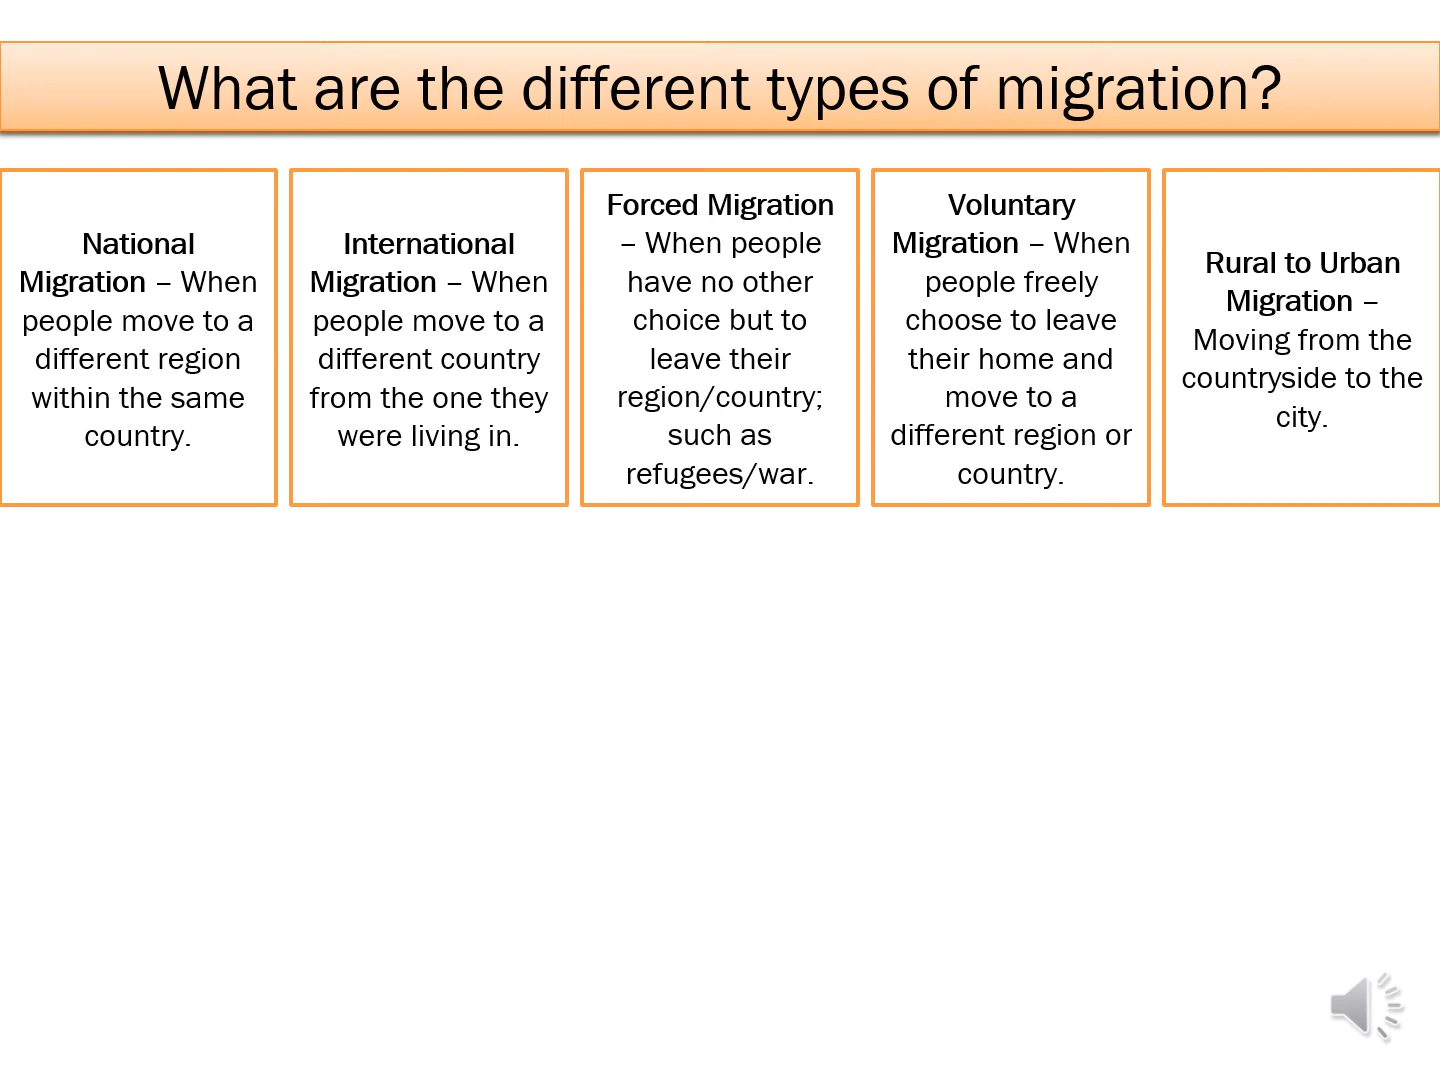 What are the different types of migration?
National
Migration – When
people move to a
different region
within the same
country.
International
Migration – When
people move to a
different country
from the one they
were living in.
Forced Migration
– When people
have no other
choice but to
leave their
region/country;
such as
refugees/war.
Voluntary
Migration – When
people freely
choose to leave
their home and
move to a
different region or
country.
Rural to Urban
Migration –
Moving from the
countryside to the
city.